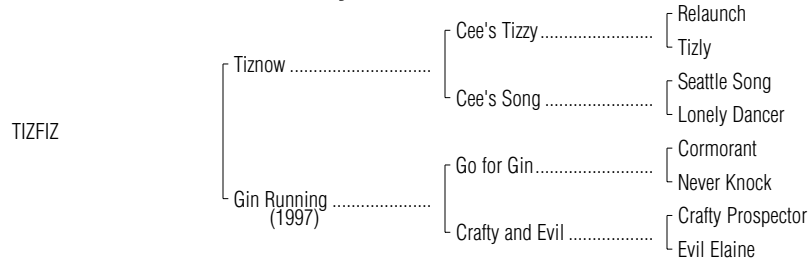 Relaunch
Cee's Tizzy
Tizly
Tiznow
Seattle Song
Cee's Song
Lonely Dancer
TIZFIZ
Cormorant
Go for Gin
Never Knock
Gin Running
(1997)
Crafty Prospector
Crafty and Evil
Evil Elaine